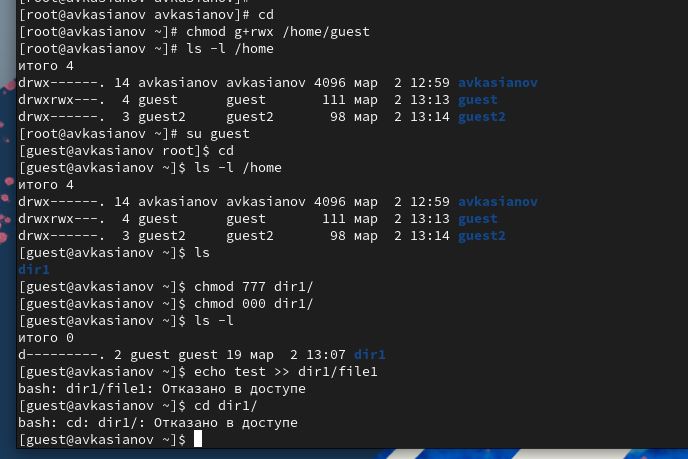 [root@avkasianov avkasianov]# cd
[root@avkasianov ~]# chmod g+rwx /home/guest
[root@avkasianov ~]# ls -l /home
итого 4
drwx------. 14 avkasianov avkasianov 4096 мар  2 12:59 avkasianov
drwxrwx---.  4 guest      guest       111 мар  2 13:13 guest
drwx------.  3 guest2     guest2       98 мар  2 13:14 guest2
[root@avkasianov ~]# su guest
[guest@avkasianov root]$ cd
[guest@avkasianov ~]$ ls -l /home
итого 4
drwx------. 14 avkasianov avkasianov 4096 мар  2 12:59 avkasianov
drwxrwx---.  4 guest      guest       111 мар  2 13:13 guest
drwx------.  3 guest2     guest2       98 мар  2 13:14 guest2
[guest@avkasianov ~]$ ls
dir1
[guest@avkasianov ~]$ chmod 777 dir1/
[guest@avkasianov ~]$ chmod 000 dir1/
[guest@avkasianov ~]$ ls -l
итого 0
d---------. 2 guest guest 19 мар  2 13:07 dir1
[guest@avkasianov ~]$ echo test >> dir1/file1
bash: dir1/file1: Отказано в доступе
[guest@avkasianov ~]$ cd dir1/
bash: cd: dir1/: Отказано в доступе
[guest@avkasianov ~]$